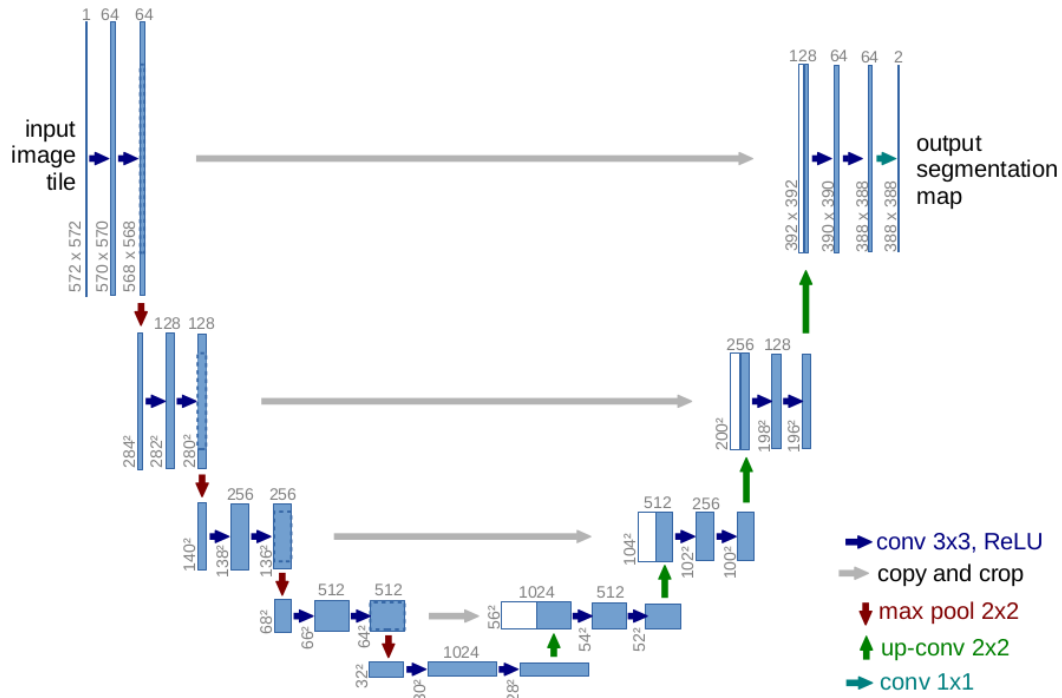 1 64 64
input
image
tile
572 x 572
570 x 570
568 x 568
128 64 64 2
output
segmentation
map
392 x 392
390 x 390
388 x 388
388 x 388
128 128
284²
282²
280²
256 128
200²
198²
196²
256 256
140²
138²
136²
512 256
104²
102²
100²
512 512
68²
66²
64²
1024 512
56²
54²
52²
1024
32²
conv 3x3, ReLU
copy and crop
max pool 2x2
up-conv 2x2
conv 1x1